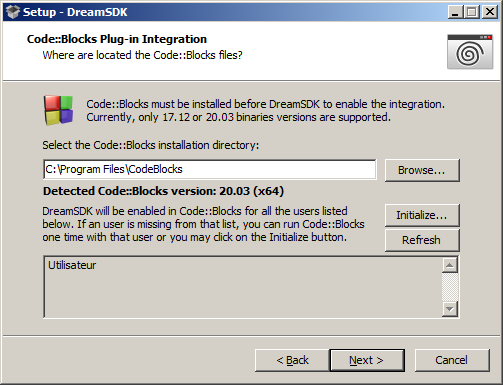 Setup - DreamSDK
Code::Blocks Plug-in Integration
Where are located the Code::Blocks files?
Code::Blocks must be installed before DreamSDK to enable the integration.
Currently, only 17.12 or 20.03 binaries versions are supported.
Select the Code::Blocks installation directory:
C:\Program Files\CodeBlocks
Browse...
Detected Code::Blocks version: 20.03 (x64)
DreamSDK will be enabled in Code::Blocks for all the users listed
below. If an user is missing from that list, you can run Code::Blocks
one time with that user or you may click on the Initialize button.
Initialize...
Refresh
Utilisateur
< Back
Next >
Cancel